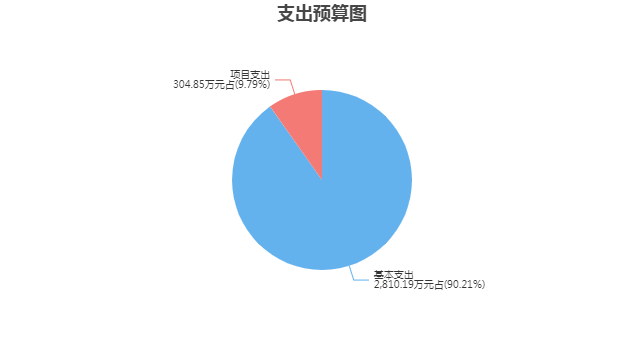 支出预算图
项目支出
304.85万元占(9.79%)
基本支出
2,810.19万元占(90.21%)